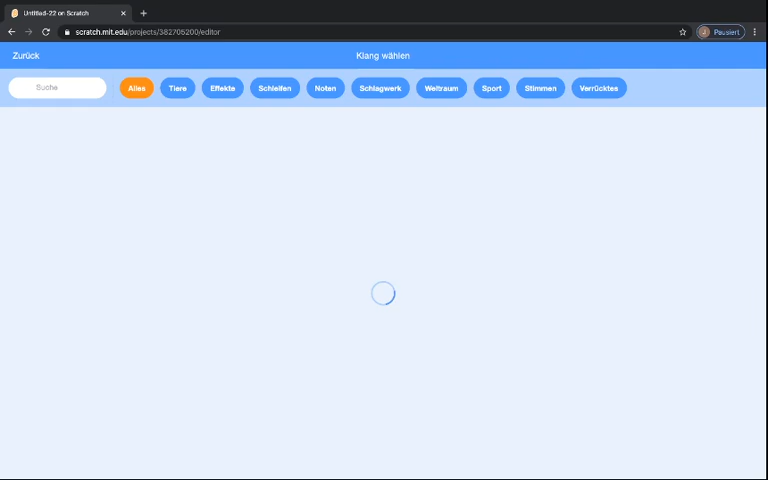 Untitled-22 on Scratch
scratch.mit.edu/projects/382705200/editor
J Pausiert
Zurück Klang wählen
Suche Alles Tiere Effekte Schleifen Noten Schlagwerk Weltraum Sport Stimmen Verrücktes